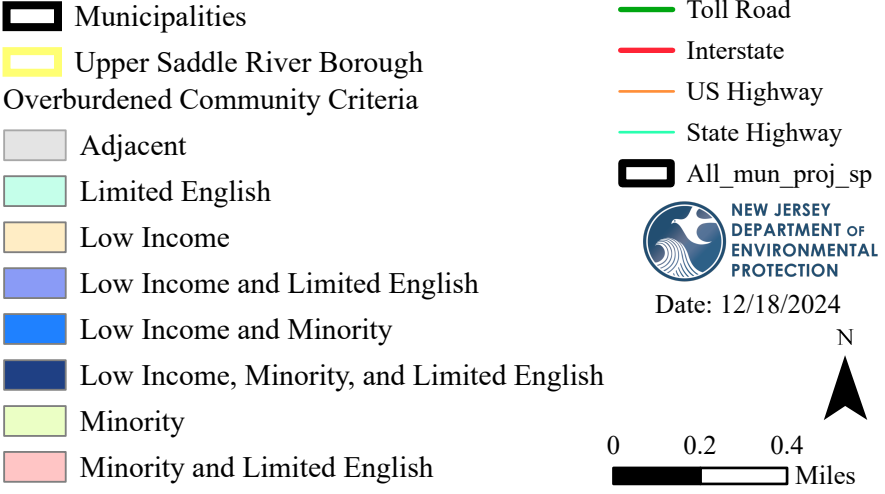 Municipalities
Upper Saddle River Borough
Overburdened Community Criteria
Adjacent
Limited English
Low Income
Low Income and Limited English
Low Income and Minority
Low Income, Minority, and Limited English
Minority
Minority and Limited English
Toll Road
Interstate
US Highway
State Highway
All_mun_proj_sp
NEW JERSEY
DEPARTMENT OF
ENVIRONMENTAL
PROTECTION
Date: 12/18/2024
N
0 0.2 0.4
Miles